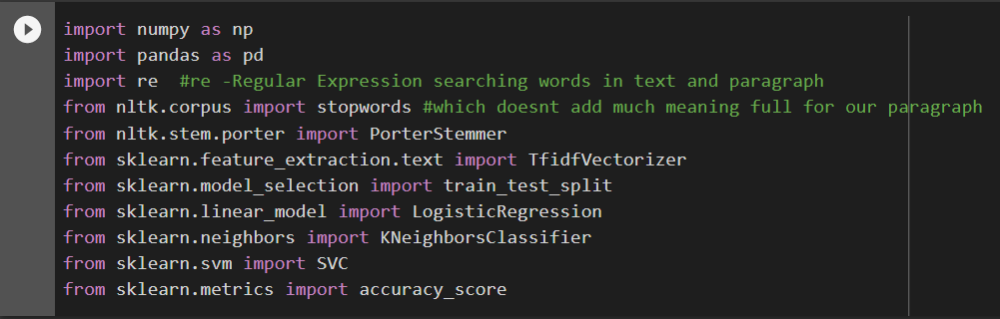 import numpy as np
import pandas as pd
import re  #re -Regular Expression searching words in text and paragraph
from nltk.corpus import stopwords #which doesnt add much meaning full for our paragraph
from nltk.stem.porter import PorterStemmer
from sklearn.feature_extraction.text import TfidfVectorizer
from sklearn.model_selection import train_test_split
from sklearn.linear_model import LogisticRegression
from sklearn.neighbors import KNeighborsClassifier
from sklearn.svm import SVC
from sklearn.metrics import accuracy_score